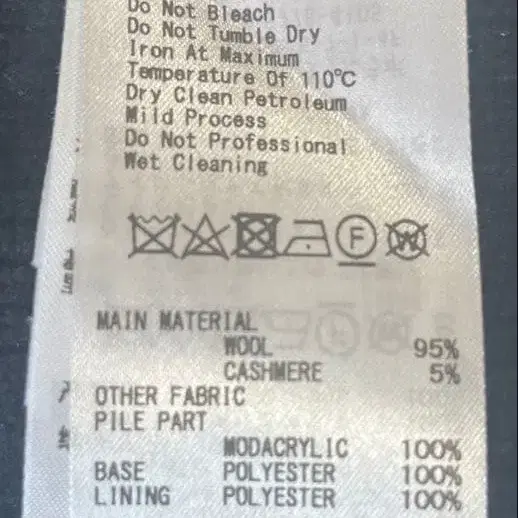 Do Not Bleach
Do Not Tumble Dry
Iron At Maximum
Temperature Of 110℃
Dry Clean Petroleum
Mild Process
Do Not Professional
Wet Cleaning
F W
MAIN MATERIAL
WOOL 95%
CASHMERE 5%
OTHER FABRIC
PILE PART
MODACRYLIC 100%
BASE POLYESTER 100%
LINING POLYESTER 100%